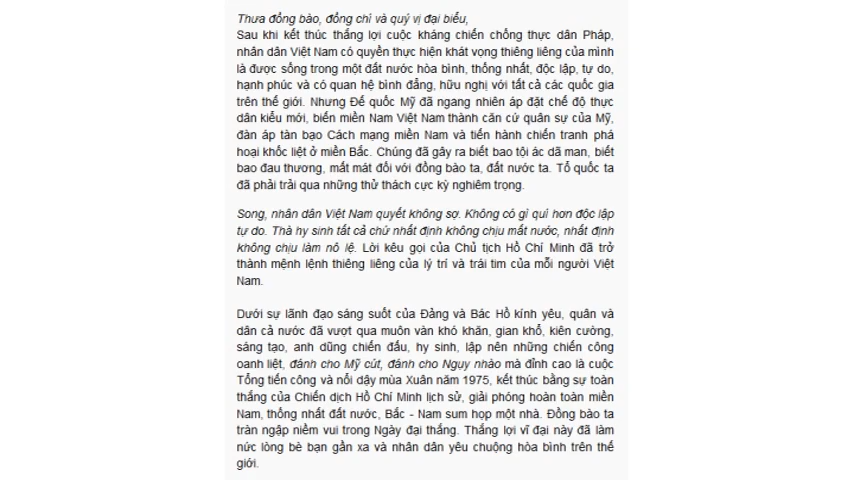 Thưa đồng bào, đồng chí và quý vị đại biểu,
Sau khi kết thúc thắng lợi cuộc kháng chiến chống thực dân Pháp,
nhân dân Việt Nam có quyền thực hiện khát vọng thiêng liêng của mình
là được sống trong một đất nước hòa bình, thống nhất, độc lập, tự do,
hạnh phúc và có quan hệ bình đẳng, hữu nghị với tất cả các quốc gia
trên thế giới. Nhưng Đế quốc Mỹ đã ngang nhiên áp đặt chế độ thực
dân kiểu mới, biến miền Nam Việt Nam thành căn cứ quân sự của Mỹ,
đàn áp tàn bạo Cách mạng miền Nam và tiến hành chiến tranh phá
hoại khốc liệt ở miền Bắc. Chúng đã gây ra biết bao tội ác dã man, biết
bao đau thương, mất mát đối với đồng bào ta, đất nước ta. Tổ quốc ta
đã phải trải qua những thử thách cực kỳ nghiêm trọng.
Song, nhân dân Việt Nam quyết không sợ. Không có gì quí hơn độc lập
tự do. Thà hy sinh tất cả chứ nhất định không chịu mất nước, nhất định
không chịu làm nô lệ. Lời kêu gọi của Chủ tịch Hồ Chí Minh đã trở
thành mệnh lệnh thiêng liêng của lý trí và trái tim của mỗi người Việt
Nam.
Dưới sự lãnh đạo sáng suốt của Đảng và Bác Hồ kính yêu, quân và
dân cả nước đã vượt qua muôn vàn khó khăn, gian khổ, kiên cường,
sáng tạo, anh dũng chiến đấu, hy sinh, lập nên những chiến công
oanh liệt, đánh cho Mỹ cút, đánh cho Ngụy nhào mà đỉnh cao là cuộc
Tổng tiến công và nổi dậy mùa Xuân năm 1975, kết thúc bằng sự toàn
thắng của Chiến dịch Hồ Chí Minh lịch sử, giải phóng hoàn toàn miền
Nam, thống nhất đất nước, Bắc - Nam sum họp một nhà. Đồng bào ta
tràn ngập niềm vui trong Ngày đại thắng. Thắng lợi vĩ đại này đã làm
nức lòng bè bạn gần xa và nhân dân yêu chuộng hòa bình trên thế
giới.